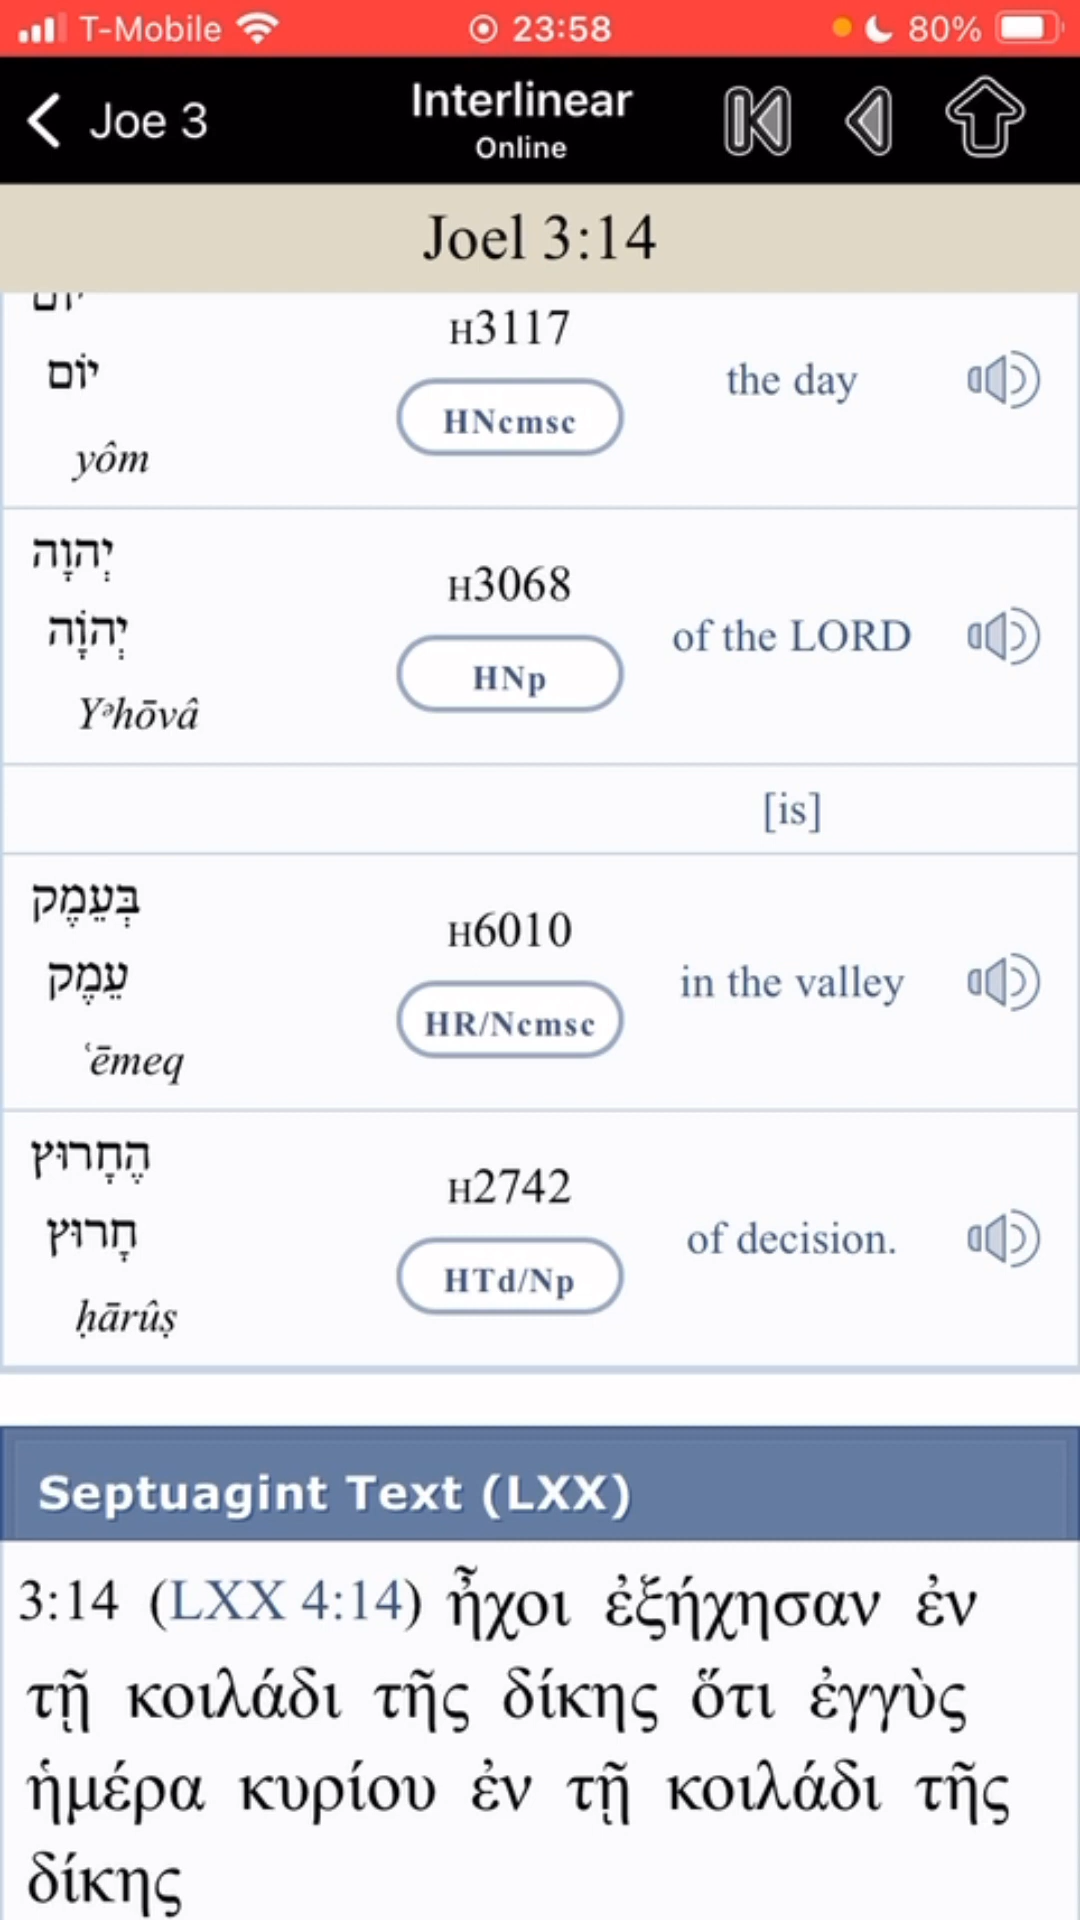 T-Mobile 23:58 80%
Joe 3 Interlinear
Online
Joel 3:14
H3117
יוֹם
the day
HNcmsc
yôm
יְהוָה
H3068
יְהוָֹה
of the LORD
HNp
Yᵊhōvâ
[is]
בְּעֵמֶק
H6010
עֵמֶק
in the valley
HR/Ncmsc
ʿēmeq
הֶחָרוּץ
H2742
חָרוּץ
of decision.
HTd/Np
ḥārûṣ
Septuagint Text (LXX)
3:14 (LXX 4:14) ἦχοι ἐξήχησαν ἐν
τῇ κοιλάδι τῆς δίκης ὅτι ἐγγὺς
ἡμέρα κυρίου ἐν τῇ κοιλάδι τῆς
δίκης